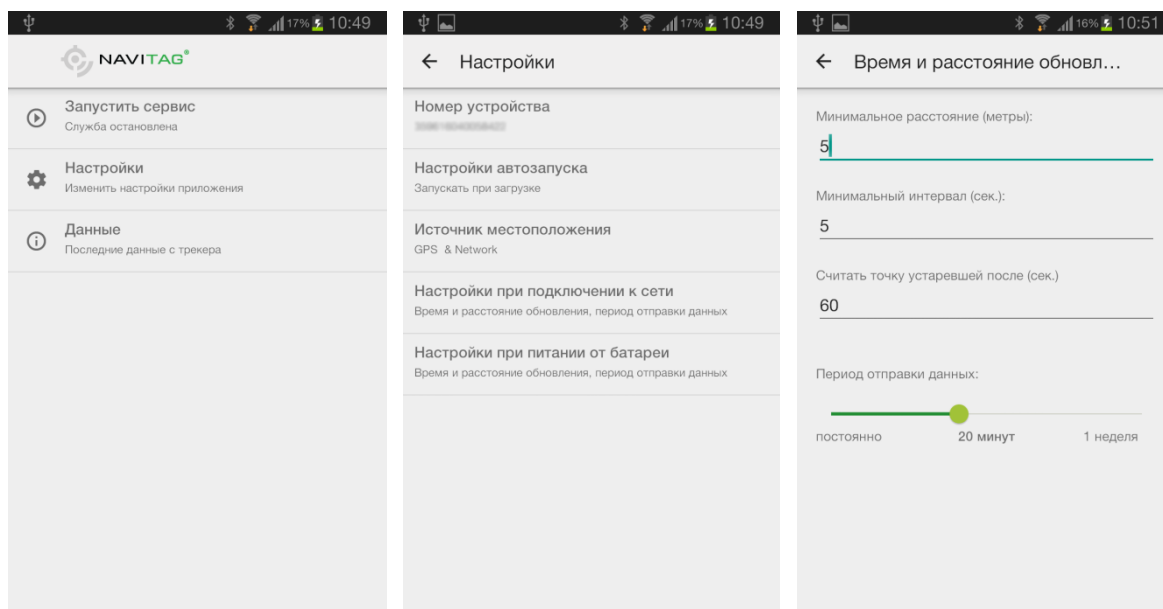 17% 10:49
NAVITAG®
Запустить сервис
Служба остановлена
Настройки
Изменить настройки приложения
Данные
Последние данные с трекера
17% 10:49
Настройки
Номер устройства
Настройки автозапуска
Запускать при загрузке
Источник местоположения
GPS & Network
Настройки при подключении к сети
Время и расстояние обновления, период отправки данных
Настройки при питании от батареи
Время и расстояние обновления, период отправки данных
16% 10:51
Время и расстояние обновл...
Минимальное расстояние (метры):
5
Минимальный интервал (сек.):
5
Считать точку устаревшей после (сек.)
60
Период отправки данных:
постоянно 20 минут 1 неделя